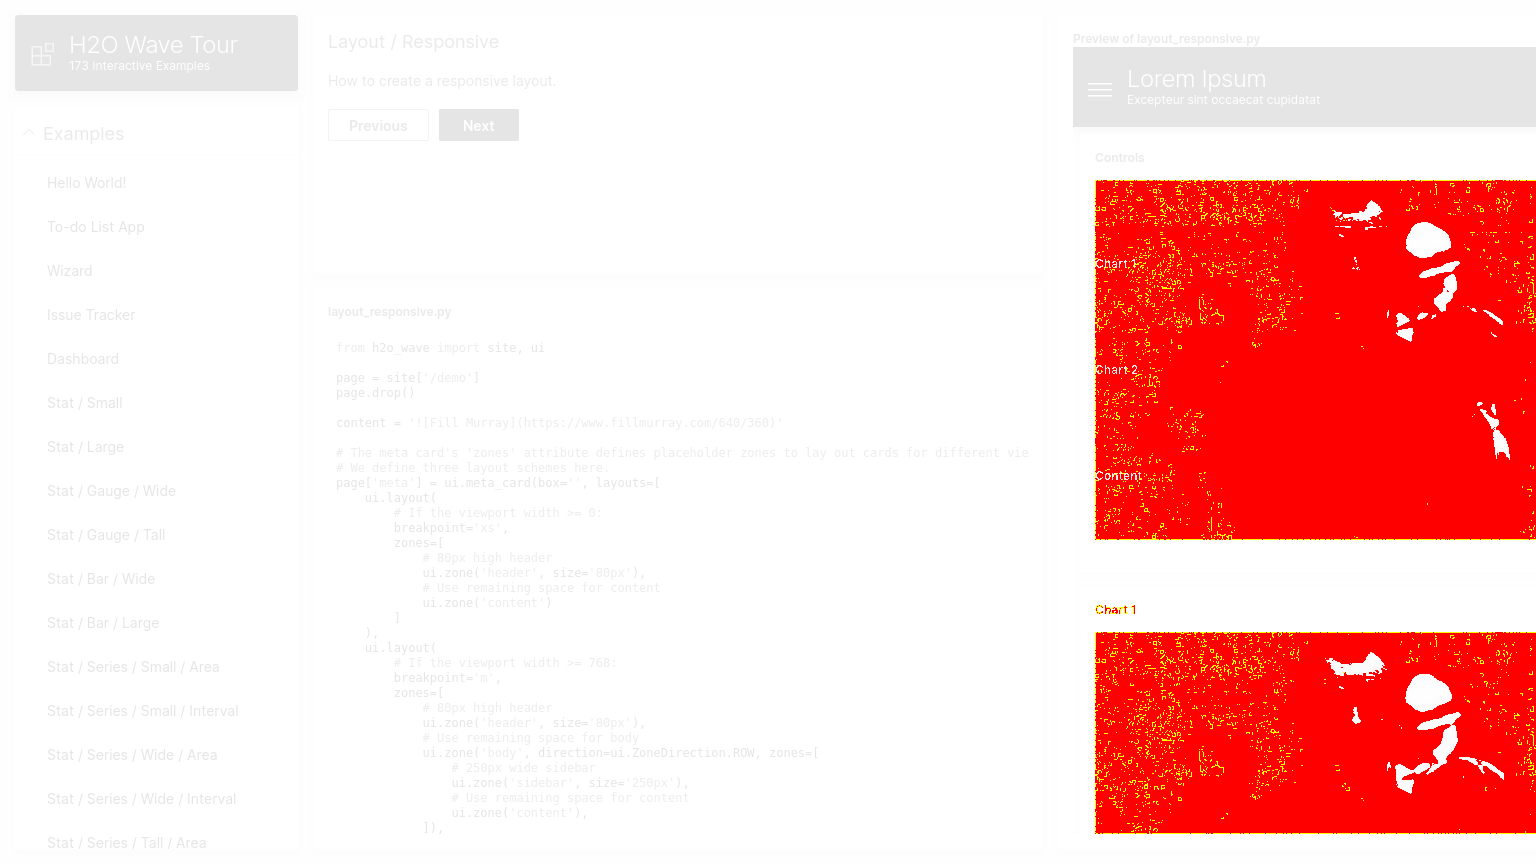 H2O Wave Tour
173 Interactive Examples
Examples
Hello World!
To-do List App
Wizard
Issue Tracker
Dashboard
Stat / Small
Stat / Large
Stat / Gauge / Wide
Stat / Gauge / Tall
Stat / Bar / Wide
Stat / Bar / Large
Stat / Series / Small / Area
Stat / Series / Small / Interval
Stat / Series / Wide / Area
Stat / Series / Wide / Interval
Stat / Series / Tall / Area
Layout / Responsive
How to create a responsive layout.
Previous
Next
layout_responsive.py
from h2o_wave import site, ui
page = site['/demo']
page.drop()
content = '![Fill Murray](https://www.fillmurray.com/640/360)'
# The meta card's 'zones' attribute defines placeholder zones to lay out cards for different vie
# We define three layout schemes here.
page['meta'] = ui.meta_card(box='', layouts=[
    ui.layout(
        # If the viewport width >= 0:
        breakpoint='xs',
        zones=[
            # 80px high header
            ui.zone('header', size='80px'),
            # Use remaining space for content
            ui.zone('content')
        ]
    ),
    ui.layout(
        # If the viewport width >= 768:
        breakpoint='m',
        zones=[
            # 80px high header
            ui.zone('header', size='80px'),
            # Use remaining space for body
            ui.zone('body', direction=ui.ZoneDirection.ROW, zones=[
                # 250px wide sidebar
                ui.zone('sidebar', size='250px'),
                # Use remaining space for content
                ui.zone('content'),
            ]),
Preview of layout_responsive.py
Lorem Ipsum
Excepteur sint occaecat cupidatat
Controls
Chart 1
Chart 2
Content
Chart 1